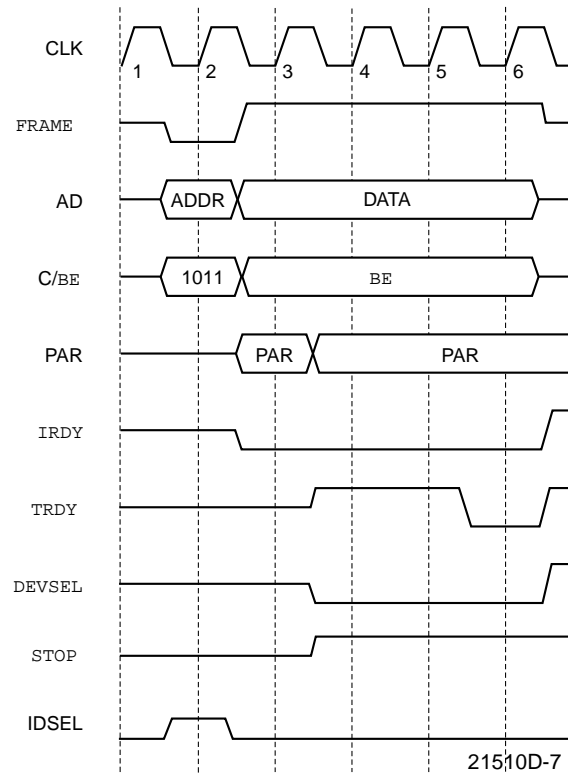 CLK
1 2 3 4 5 6
FRAME
AD ADDR DATA
C/BE 1011 BE
PAR PAR PAR
IRDY
TRDY
DEVSEL
STOP
IDSEL
21510D-7